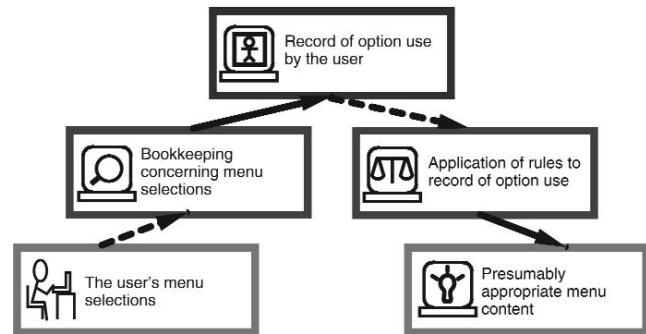 Record of option use
by the user
Bookkeeping
concerning menu
selections
Application of rules to
record of option use
The user's menu
selections
Presumably
appropriate menu
content